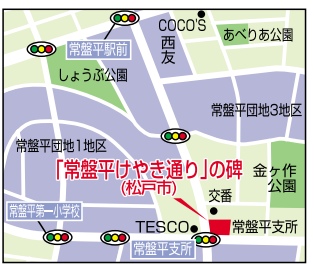 COCO'S
あべりあ公園
常盤平駅前
西友
しょうぶ公園
常盤平団地3地区
常盤平団地1地区
「常盤平けやき通り」の碑
(松戸市)
金ヶ作
公園
交番
常盤平第一小学校
TESCO
常盤平支所
常盤平支所